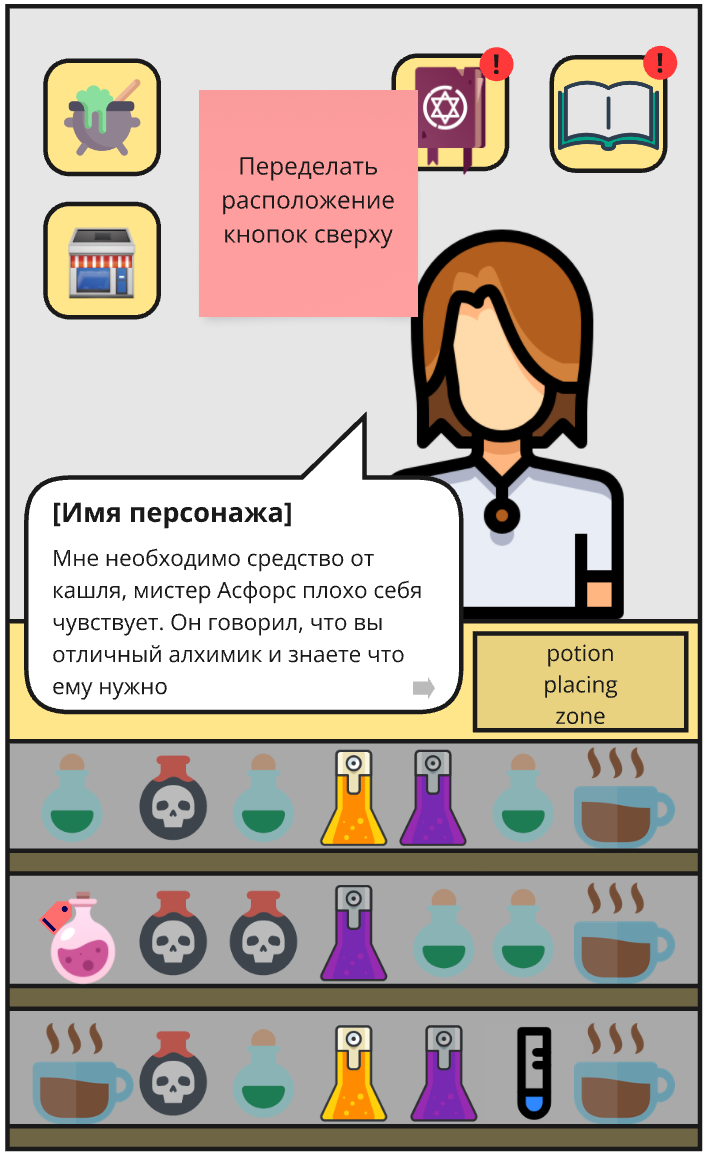 !
!
Переделать
расположение
кнопок сверху
[Имя персонажа]
Мне необходимо средство от
кашля, мистер Асфорс плохо себя
чувствует. Он говорил, что вы
отличный алхимик и знаете что
ему нужно
potion
placing
zone